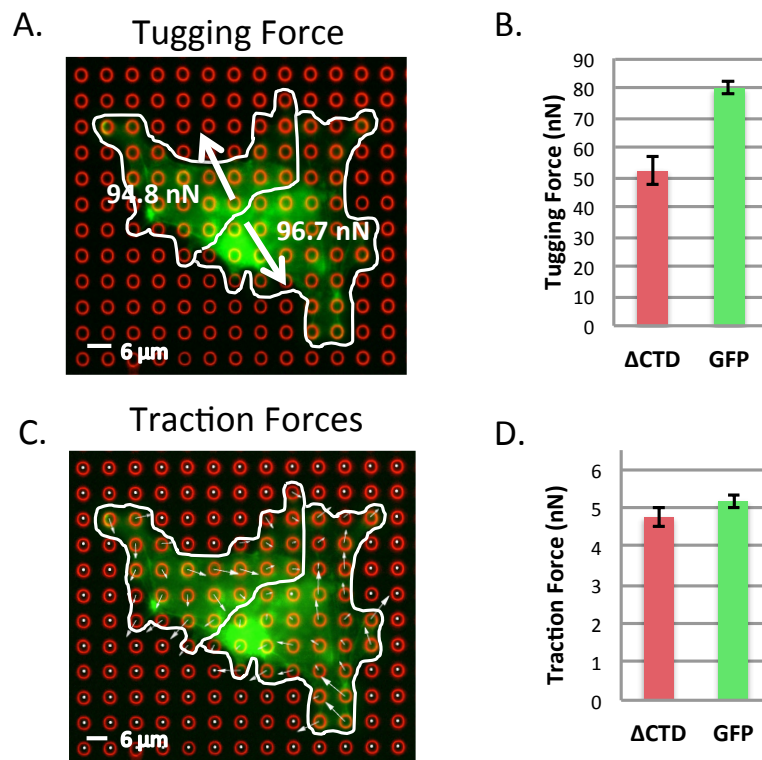 A.
Tugging Force
94.8 nN
96.7 nN
6 μm
B.
Tugging Force (nN)
90
80
70
60
50
40
30
20
10
0
ΔCTD GFP
C.
Traction Forces
6 μm
D.
Traction Force (nN)
6
5
4
3
2
1
0
ΔCTD GFP